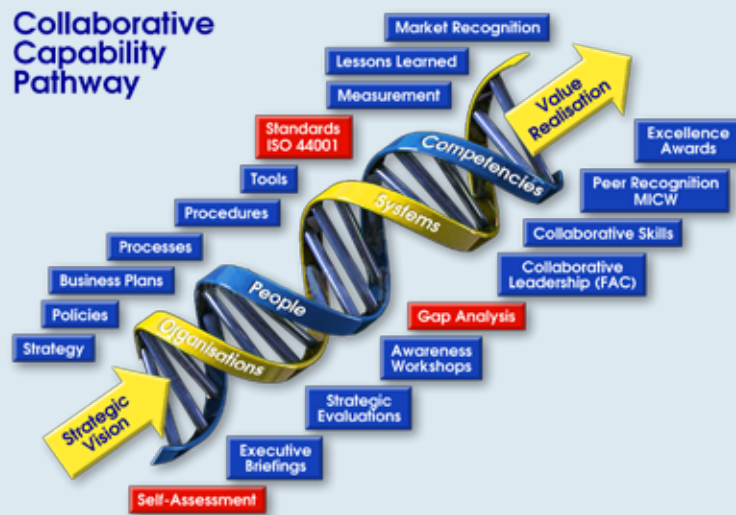 Collaborative
Capability
Pathway
Market Recognition
Lessons Learned
Measurement
Standards
ISO 44001
Tools
Procedures
Processes
Business Plans
Policies
Strategy
Strategic
Vision
Organisations
People
Systems
Competencies
Value
Realisation
Excellence
Awards
Peer Recognition
MICW
Collaborative Skills
Collaborative
Leadership (FAC)
Gap Analysis
Awareness
Workshops
Strategic
Evaluations
Executive
Briefings
Self-Assessment